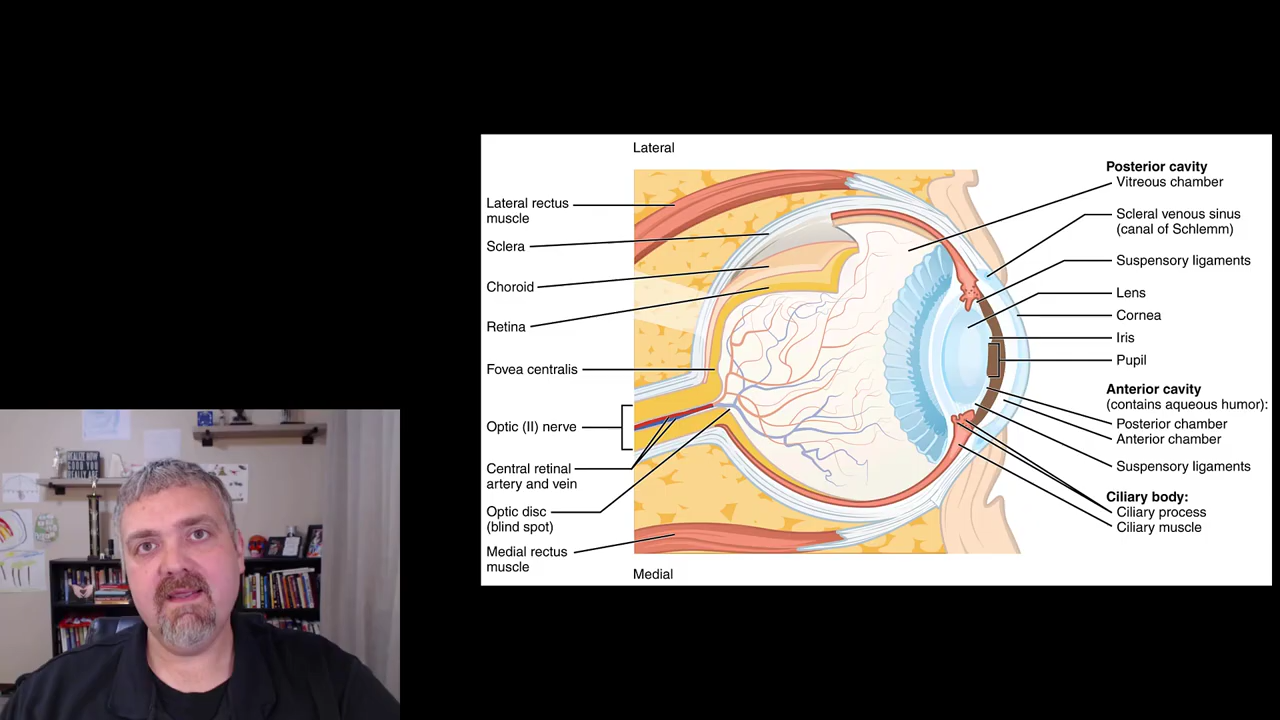 Lateral
Lateral rectus
muscle
Sclera
Choroid
Retina
Fovea centralis
Optic (II) nerve
Central retinal
artery and vein
Optic disc
(blind spot)
Medial rectus
muscle
Medial
Posterior cavity
Vitreous chamber
Scleral venous sinus
(canal of Schlemm)
Suspensory ligaments
Lens
Cornea
Iris
Pupil
Anterior cavity
(contains aqueous humor):
Posterior chamber
Anterior chamber
Suspensory ligaments
Ciliary body:
Ciliary process
Ciliary muscle